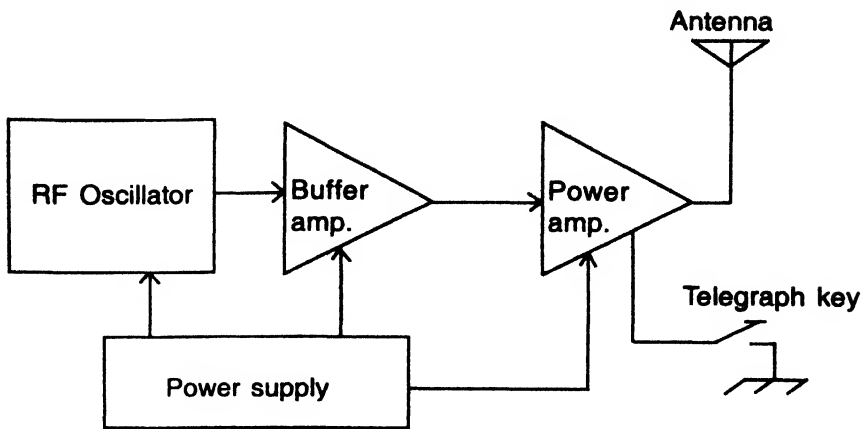 Antenna
RF Oscillator
Buffer
amp.
Power
amp.
Telegraph key
Power supply